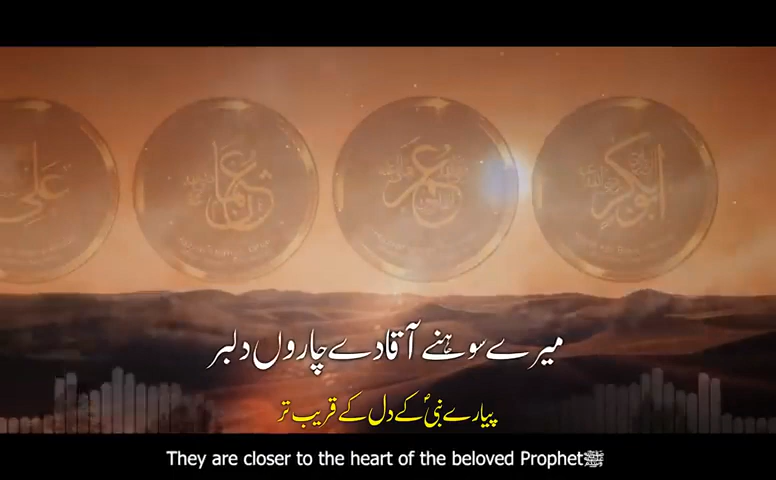 ابوبکر عمر عثمان علی
میرے سوہنے آقا دے چاروں دلبر
پیارے نبیؐ کے دل کے قریب تر
They are closer to the heart of the beloved Prophetﷺ